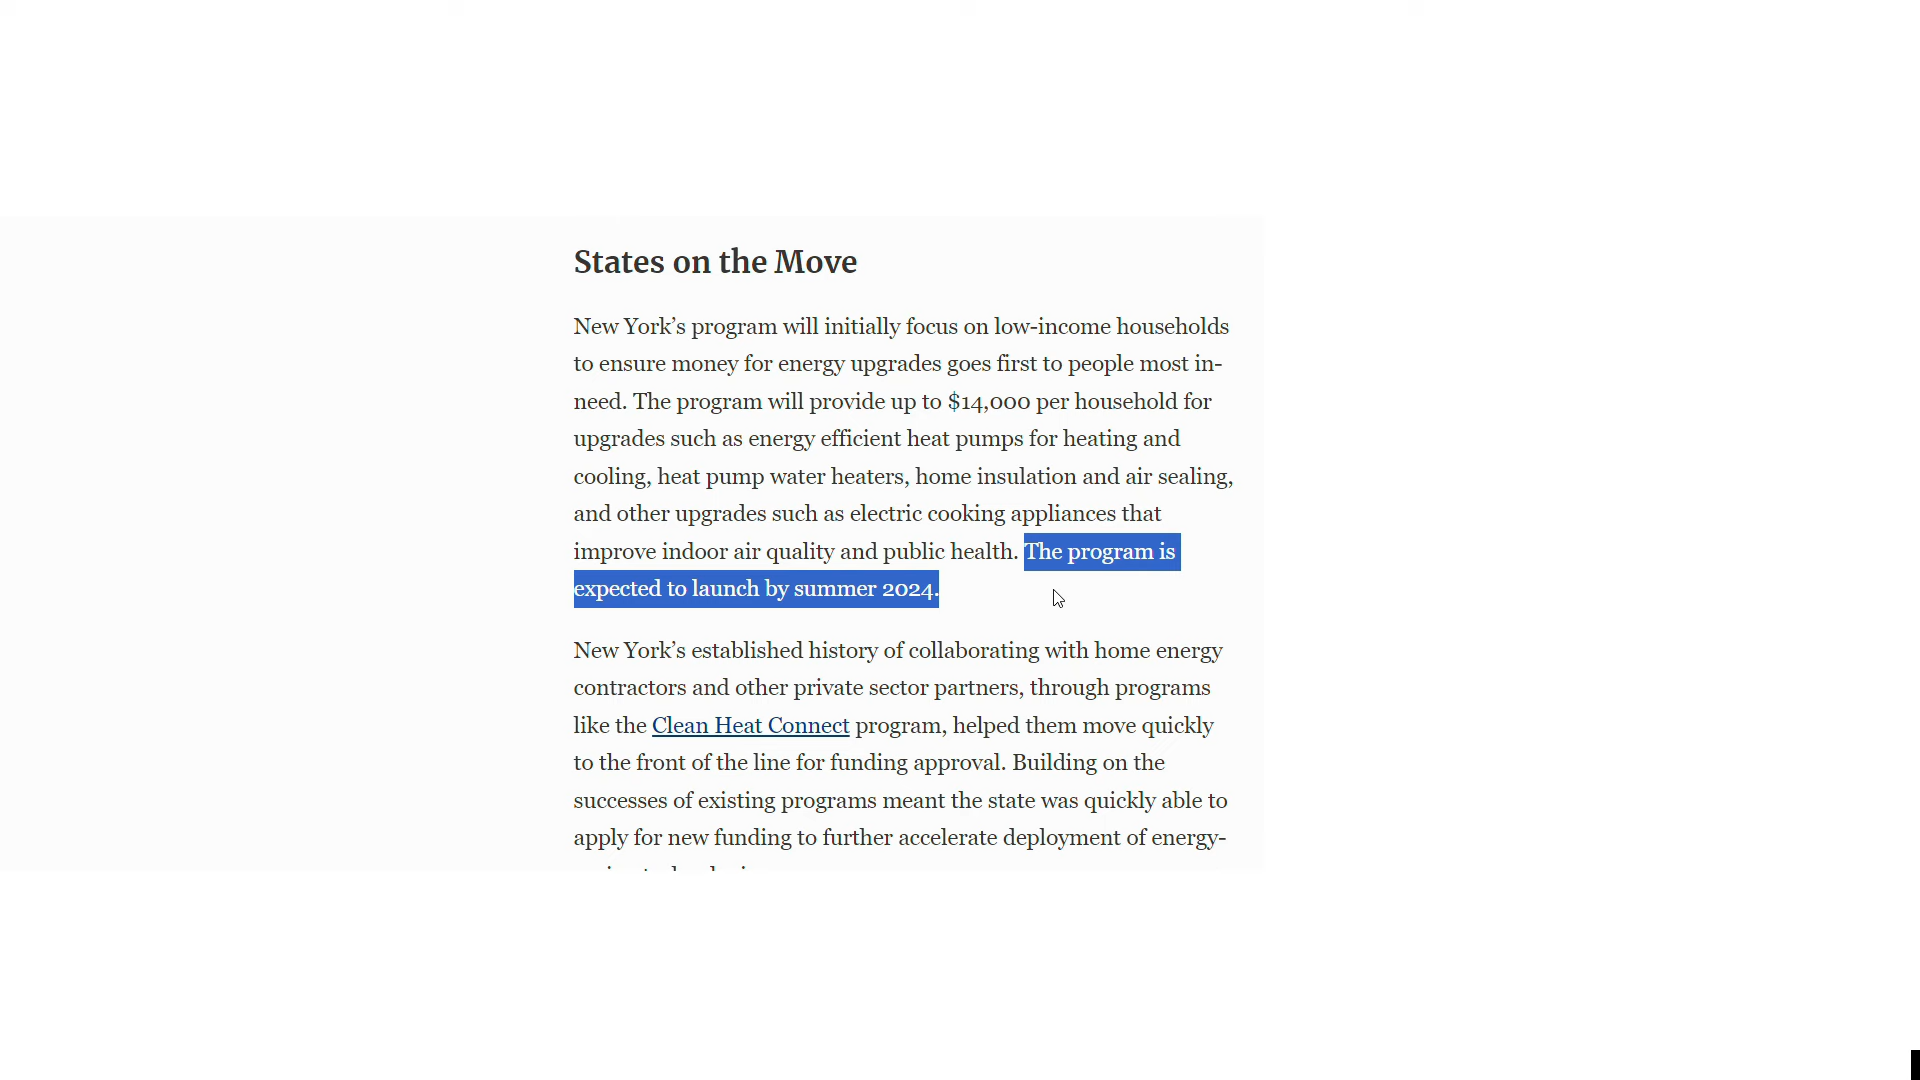 States on the Move
New York’s program will initially focus on low-income households
to ensure money for energy upgrades goes first to people most in-
need. The program will provide up to $14,000 per household for
upgrades such as energy efficient heat pumps for heating and
cooling, heat pump water heaters, home insulation and air sealing,
and other upgrades such as electric cooking appliances that
improve indoor air quality and public health. The program is
expected to launch by summer 2024.
New York’s established history of collaborating with home energy
contractors and other private sector partners, through programs
like the Clean Heat Connect program, helped them move quickly
to the front of the line for funding approval. Building on the
successes of existing programs meant the state was quickly able to
apply for new funding to further accelerate deployment of energy-